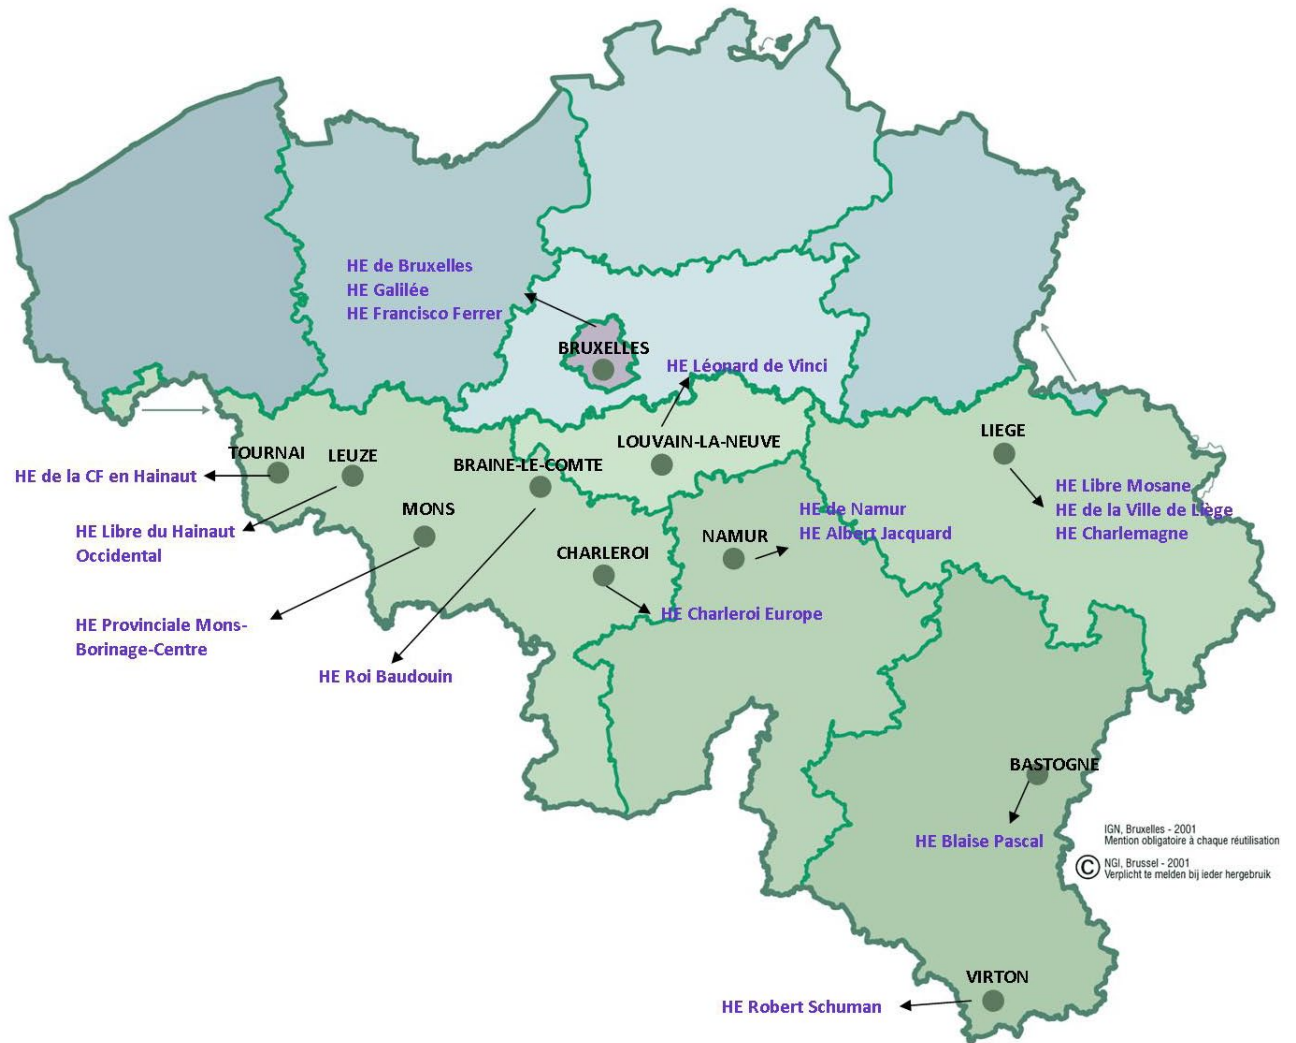 HE de Bruxelles
HE Galilée
HE Francisco Ferrer
BRUXELLES
HE Léonard de Vinci
LOUVAIN-LA-NEUVE
LIEGE
TOURNAI
LEUZE
BRAINE-LE-COMTE
HE de la CF en Hainaut
HE Libre Mosane
HE de la Ville de Liège
HE Charlemagne
MONS
HE de Namur
HE Albert Jacquard
HE Libre du Hainaut
Occidental
NAMUR
CHARLEROI
HE Charleroi Europe
HE Provinciale Mons-
Borinage-Centre
HE Roi Baudouin
BASTOGNE
HE Blaise Pascal
IGN, Bruxelles - 2001
Mention obligatoire à chaque réutilisation
© NGI, Brussel - 2001
Verplicht te melden bij ieder hergebruik
VIRTON
HE Robert Schuman